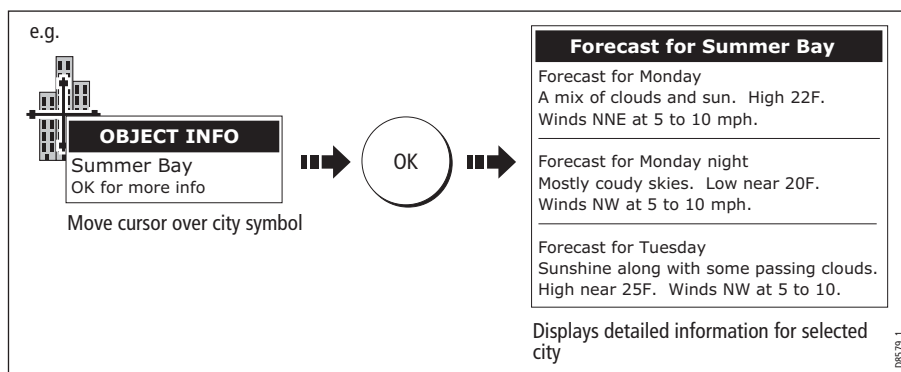 e.g.
OBJECT INFO
Summer Bay
OK for more info
Move cursor over city symbol
OK
Forecast for Summer Bay
Forecast for Monday
A mix of clouds and sun. High 22F.
Winds NNE at 5 to 10 mph.
Forecast for Monday night
Mostly coudy skies. Low near 20F.
Winds NW at 5 to 10 mph.
Forecast for Tuesday
Sunshine along with some passing clouds.
High near 25F. Winds NW at 5 to 10.
Displays detailed information for selected
city
D8579_1